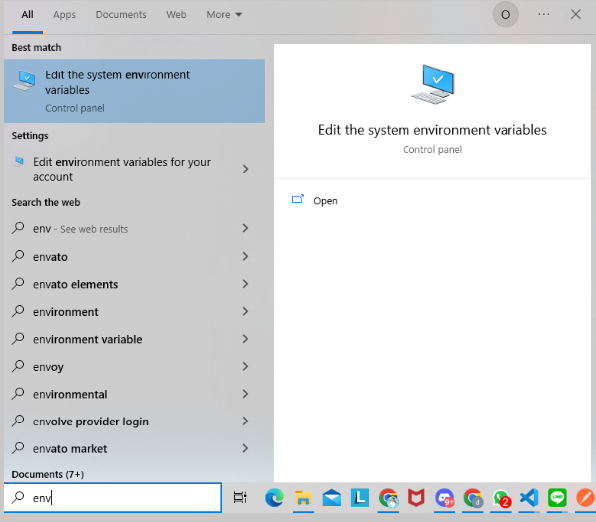 All Apps Documents Web More O ...
Best match
Edit the system environment
variables
Control panel
Edit the system environment variables
Control panel
Open
Settings
Edit environment variables for your
account
Search the web
env - See web results
envato
envato elements
environment
environment variable
envoy
environmental
envolve provider login
envato market
Documents (7+)
env
L
9+
d
2
LINE